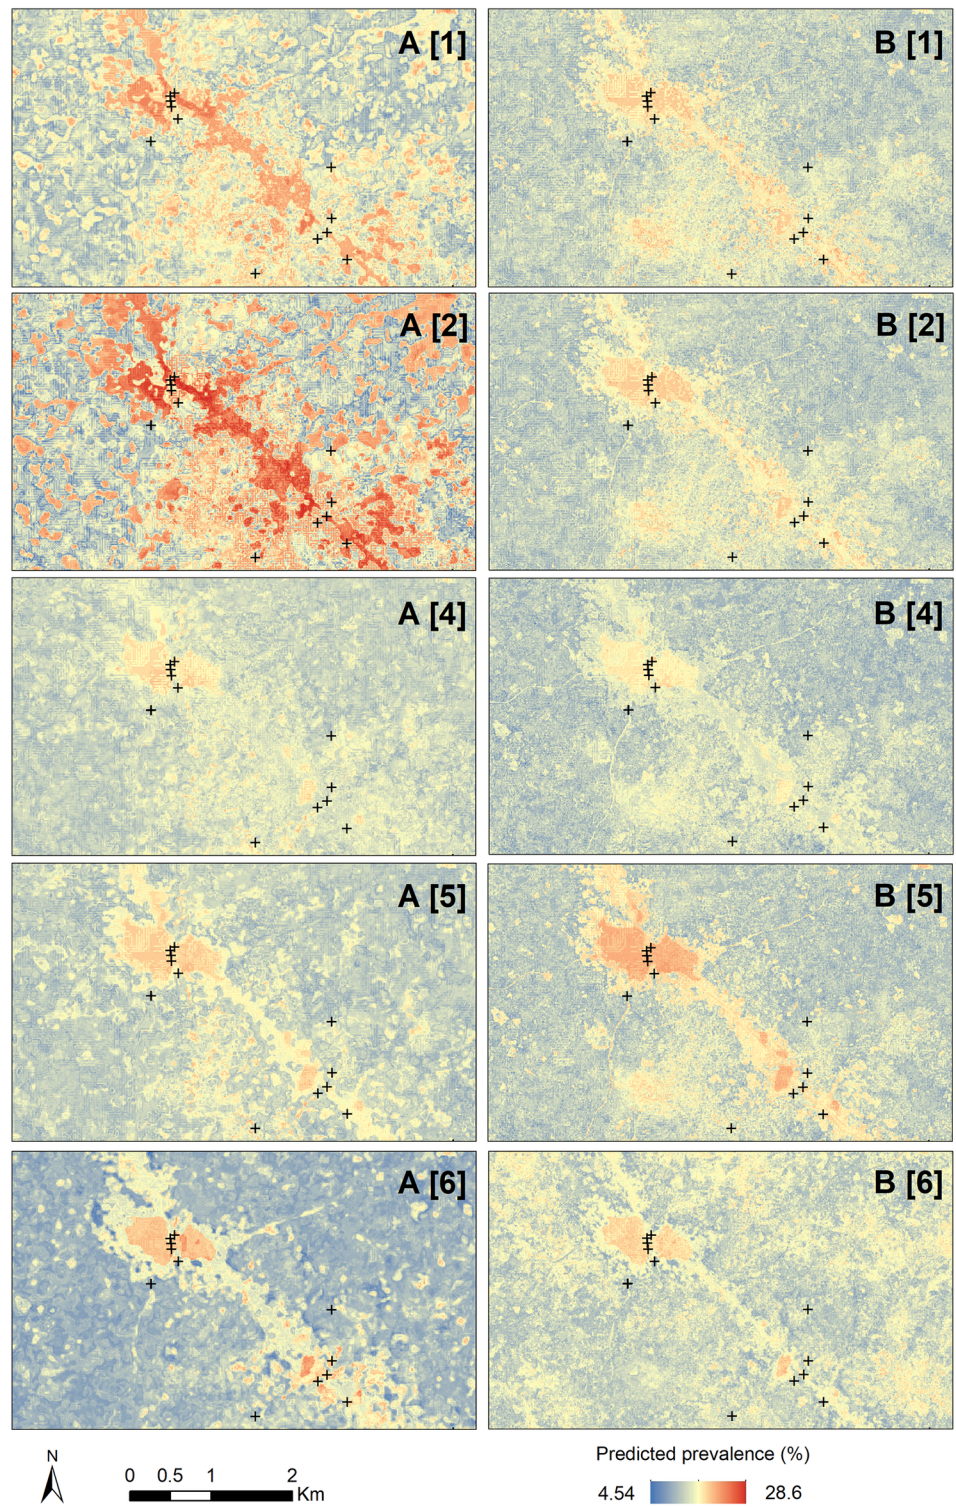 A [1]
B [1]
A [2]
B [2]
A [4]
B [4]
A [5]
B [5]
A [6]
B [6]
N
0 0.5 1 2
Km
Predicted prevalence (%)
4.54 28.6